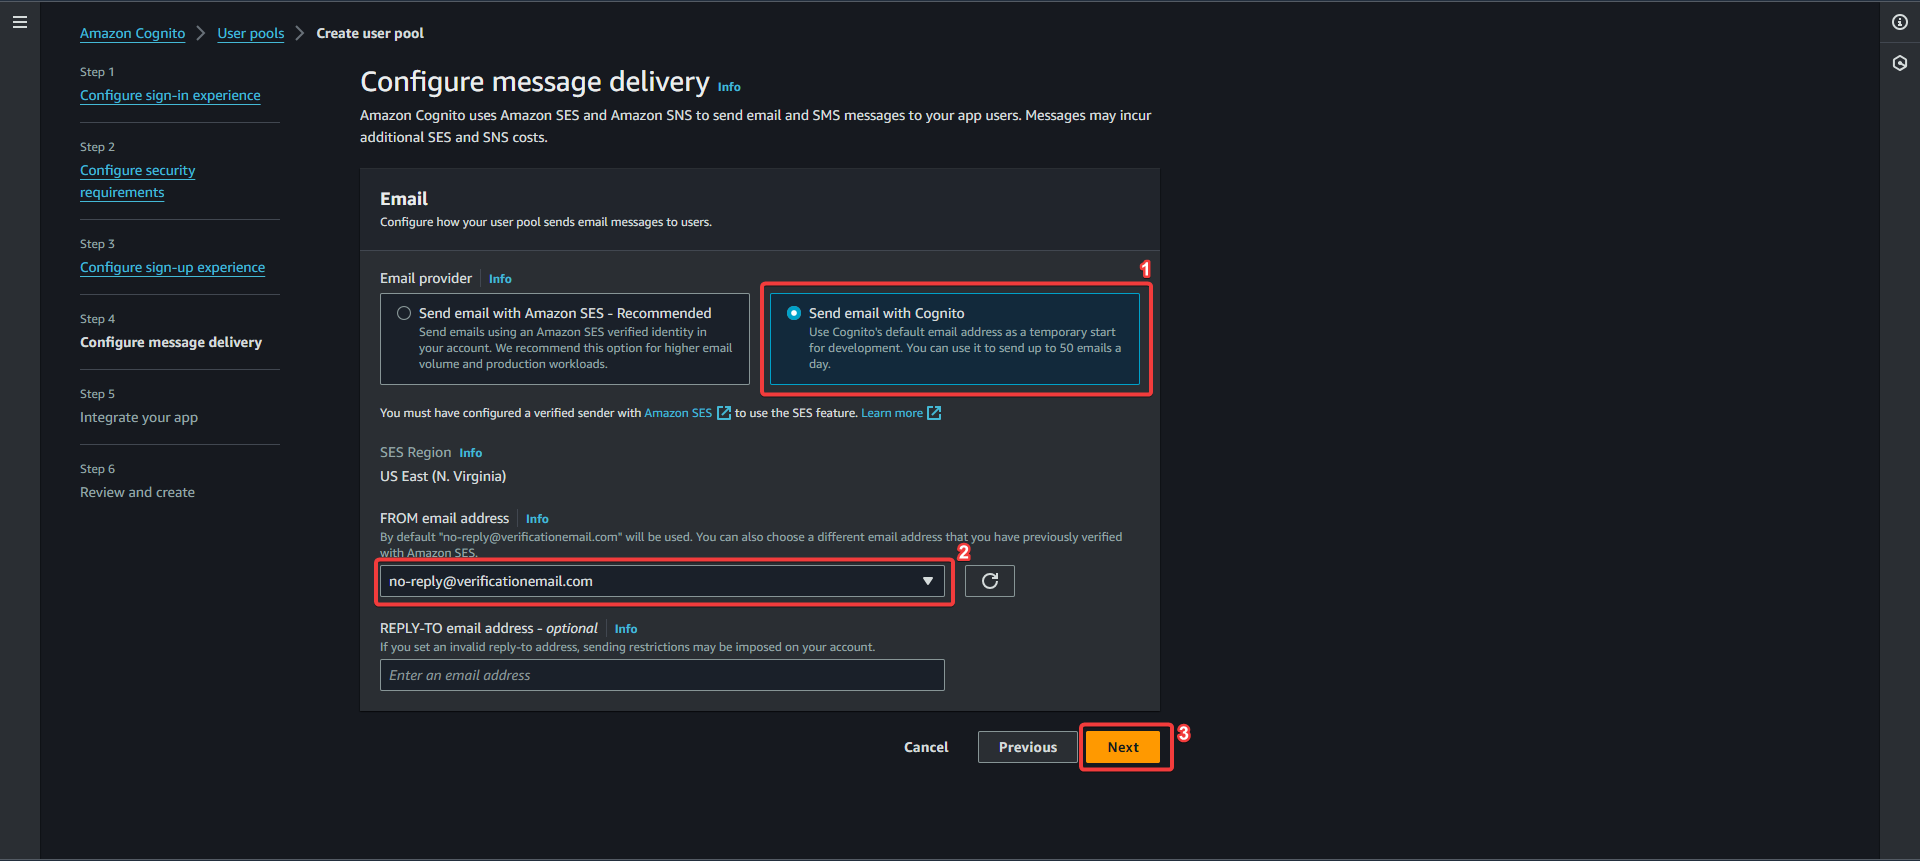 Amazon Cognito > User pools > Create user pool
Step 1
Configure sign-in experience
Step 2
Configure security
requirements
Step 3
Configure sign-up experience
Step 4
Configure message delivery
Step 5
Integrate your app
Step 6
Review and create
Configure message delivery Info
Amazon Cognito uses Amazon SES and Amazon SNS to send email and SMS messages to your app users. Messages may incur
additional SES and SNS costs.
Email
Configure how your user pool sends email messages to users.
Email provider Info
1
Send email with Amazon SES - Recommended
Send emails using an Amazon SES verified identity in
your account. We recommend this option for higher email
volume and production workloads.
Send email with Cognito
Use Cognito's default email address as a temporary start
for development. You can use it to send up to 50 emails a
day.
You must have configured a verified sender with Amazon SES to use the SES feature. Learn more
SES Region Info
US East (N. Virginia)
FROM email address Info
By default "no-reply@verificationemail.com" will be used. You can also choose a different email address that you have previously verified
with Amazon SES.
2
no-reply@verificationemail.com
REPLY-TO email address - optional Info
If you set an invalid reply-to address, sending restrictions may be imposed on your account.
Enter an email address
Cancel Previous Next 3